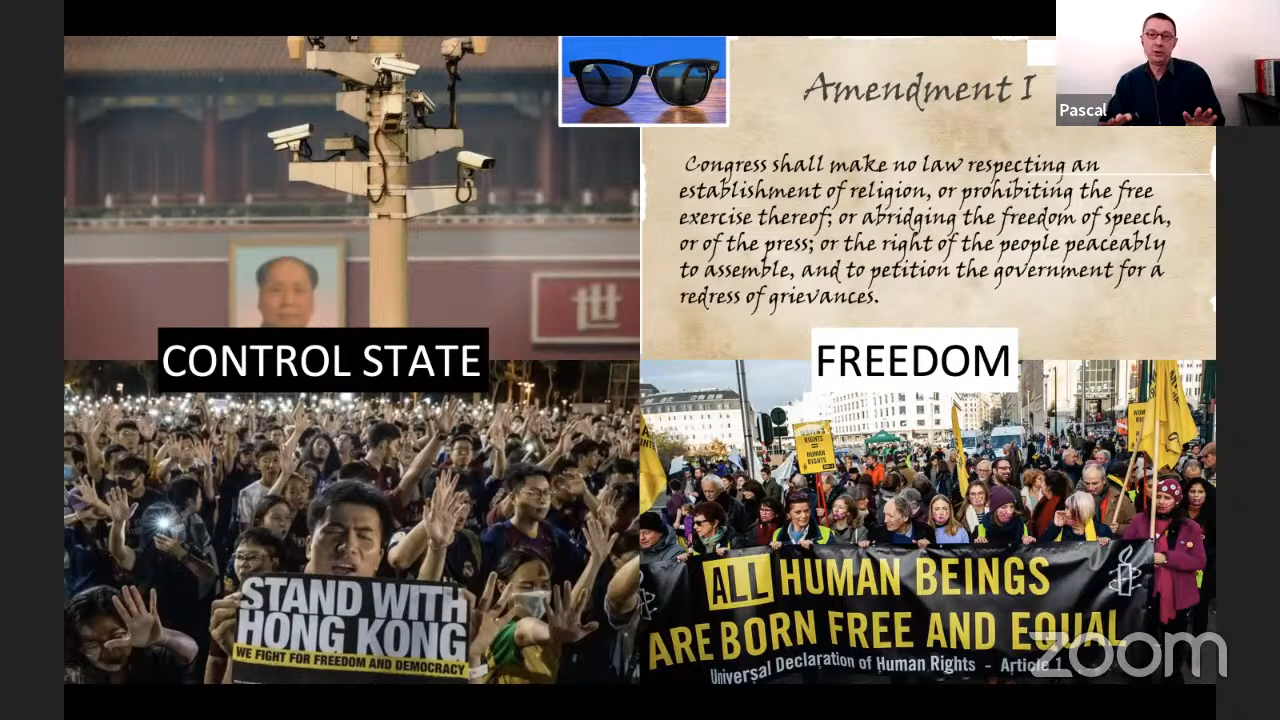 Amendment I
Pascal
Congress shall make no law respecting an
establishment of religion, or prohibiting the free
exercise thereof; or abridging the freedom of speech,
or of the press; or the right of the people peaceably
to assemble, and to petition the government for a
redress of grievances.
世
CONTROL STATE
FREEDOM
RIGHTS
=
HUMAN
RIGHTS
STAND WITH
HONG KONG
WE FIGHT FOR FREEDOM AND DEMOCRACY
ALL HUMAN BEINGS
ARE BORN FREE AND EQUAL
Universal Declaration of Human Rights - Article 1
zoom